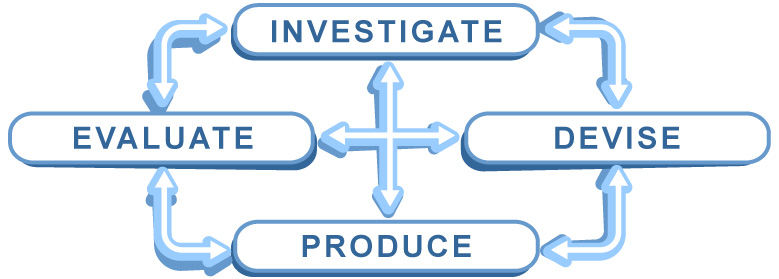 INVESTIGATE
EVALUATE
DEVISE
PRODUCE